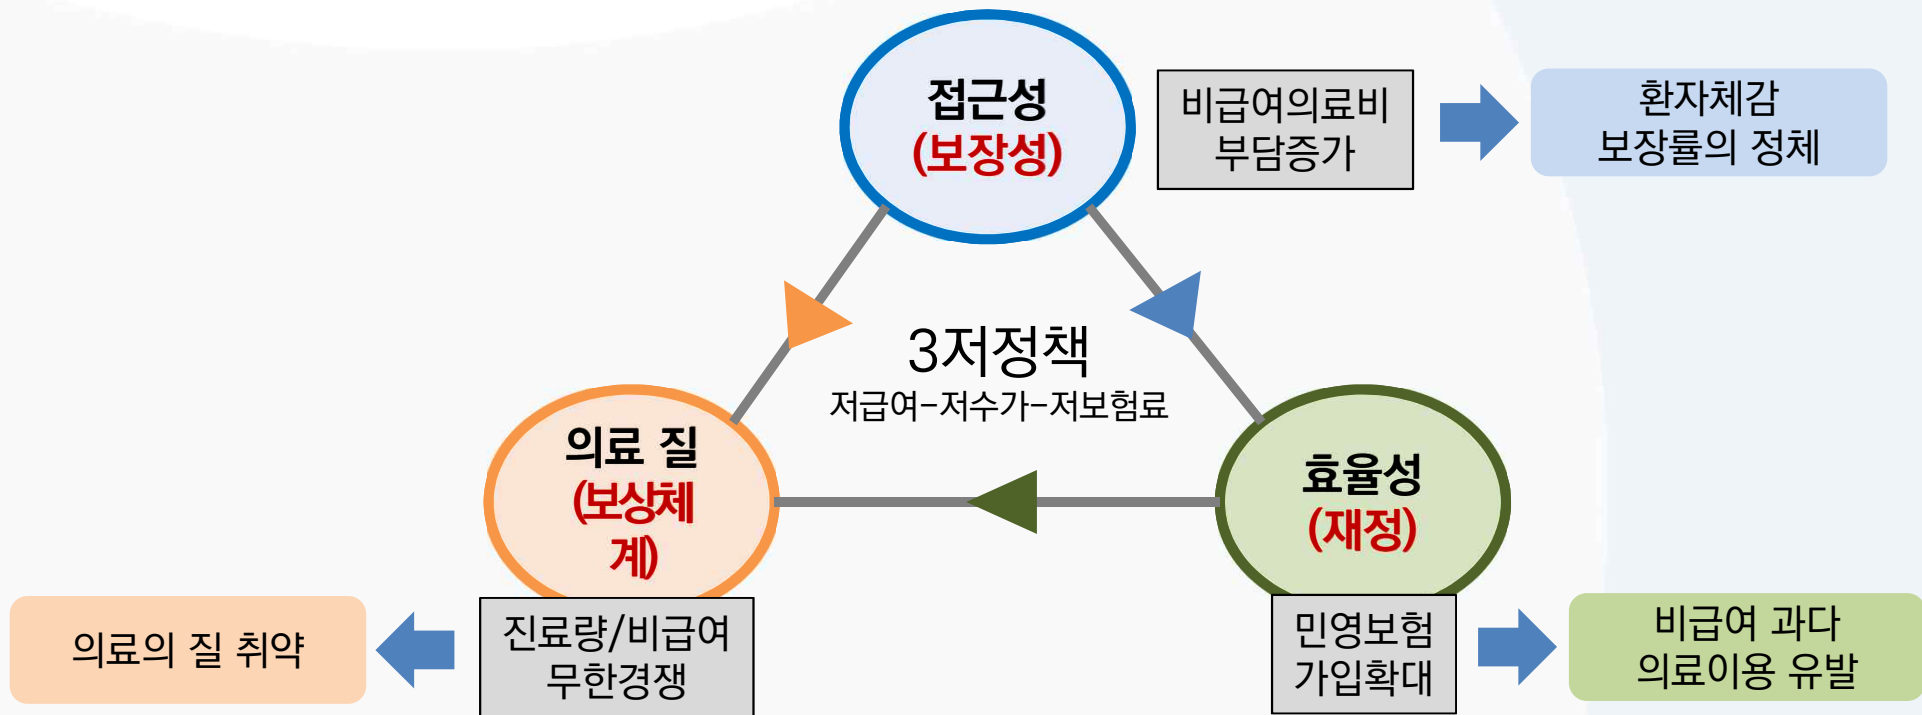 접근성
(보장성)
비급여의료비
부담증가
환자체감
보장률의 정체
3저정책
저급여-저수가-저보험료
의료 질
(보상체
계)
효율성
(재정)
의료의 질 취약
진료량/비급여
무한경쟁
민영보험
가입확대
비급여 과다
의료이용 유발